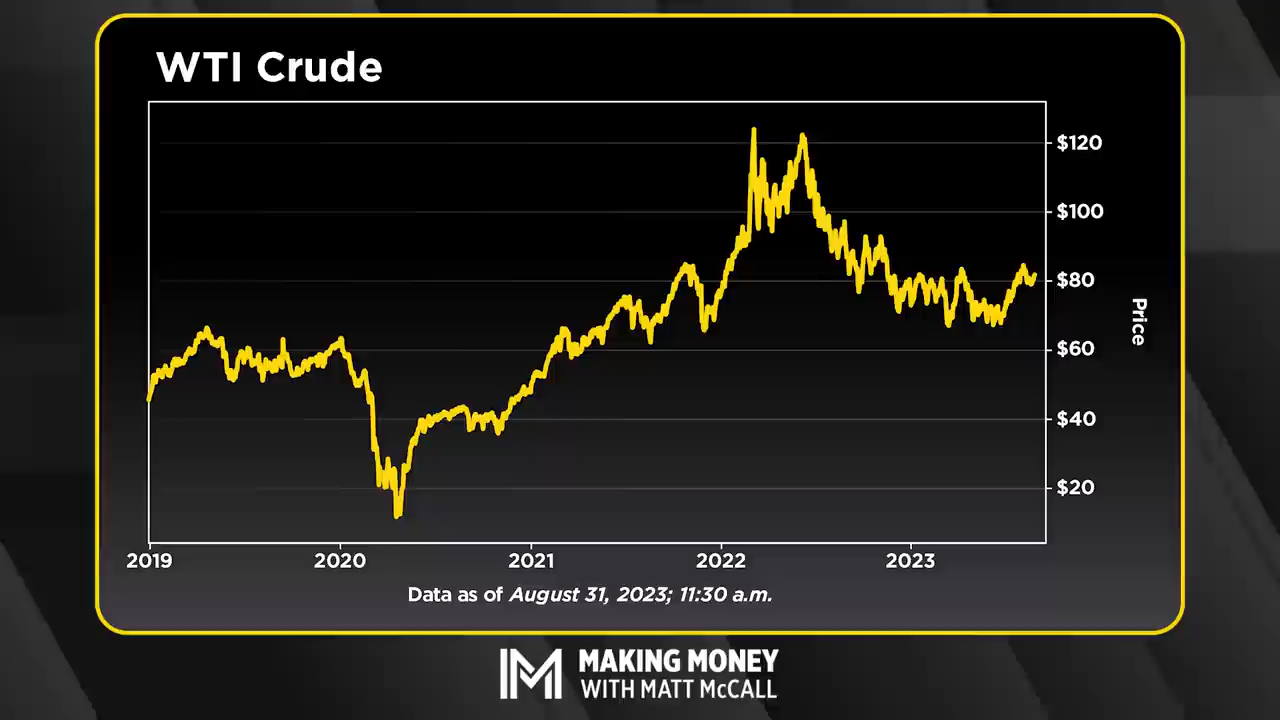 WTI Crude
$120
$100
$80
$60
$40
$20
Price
2019 2020 2021 2022 2023
Data as of August 31, 2023; 11:30 a.m.
M MAKING MONEY
WITH MATT McCALL